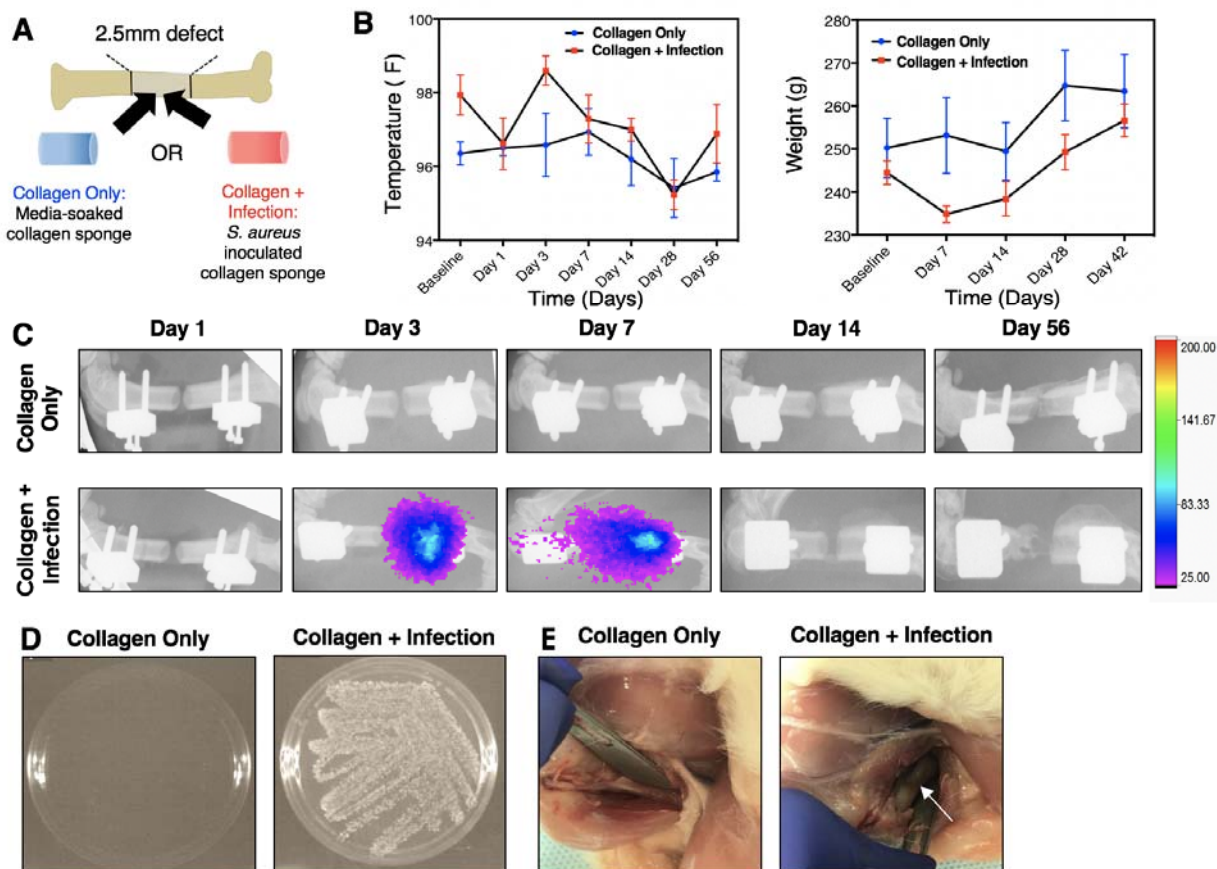 A
2.5mm defect
OR
Collagen Only:
Media-soaked
collagen sponge
Collagen +
Infection:
S. aureus
inoculated
collagen sponge
B
100
98
96
94
Temperature ( F)
Collagen Only
Collagen + Infection
Baseline
Day 1
Day 3
Day 7
Day 14
Day 28
Day 56
Time (Days)
280
270
260
250
240
230
Weight (g)
Collagen Only
Collagen + Infection
Baseline
Day 7
Day 14
Day 28
Day 42
Time (Days)
C
Day 1
Day 3
Day 7
Day 14
Day 56
Collagen
Only
Collagen +
Infection
200.00
141.67
83.33
25.00
D
Collagen Only
Collagen + Infection
E
Collagen Only
Collagen + Infection